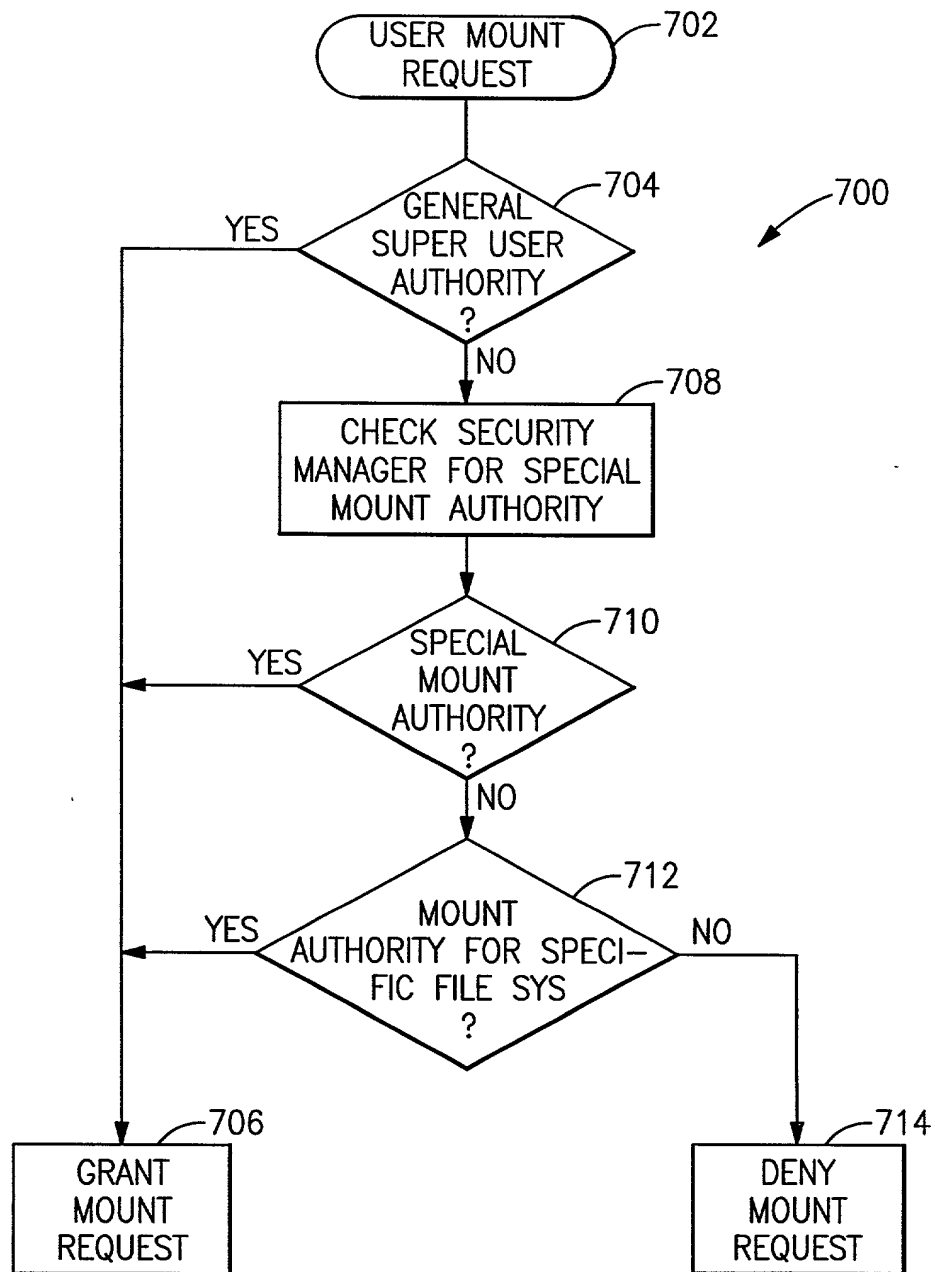 USER MOUNT
REQUEST
702
704
700
GENERAL
SUPER USER
AUTHORITY
?
YES
NO
708
CHECK SECURITY
MANAGER FOR SPECIAL
MOUNT AUTHORITY
710
SPECIAL
MOUNT
AUTHORITY
?
YES
NO
712
MOUNT
AUTHORITY FOR SPECI-
FIC FILE SYS
?
YES
NO
706
GRANT
MOUNT
REQUEST
714
DENY
MOUNT
REQUEST